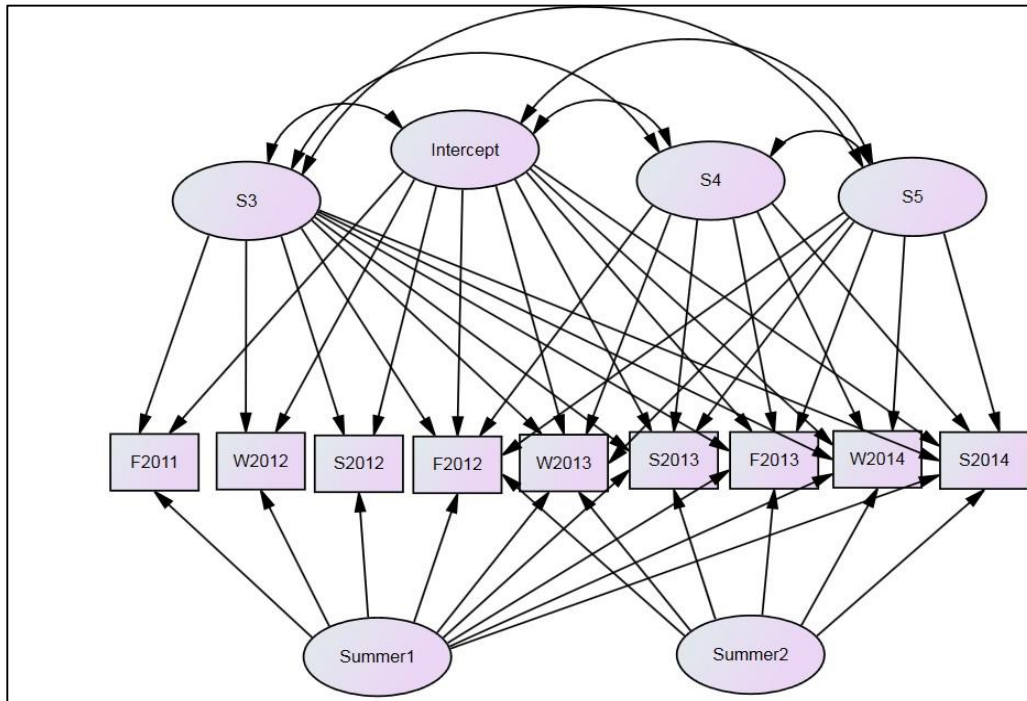 Intercept
S3
S4
S5
F2011
W2012
S2012
F2012
W2013
S2013
F2013
W2014
S2014
Summer1
Summer2